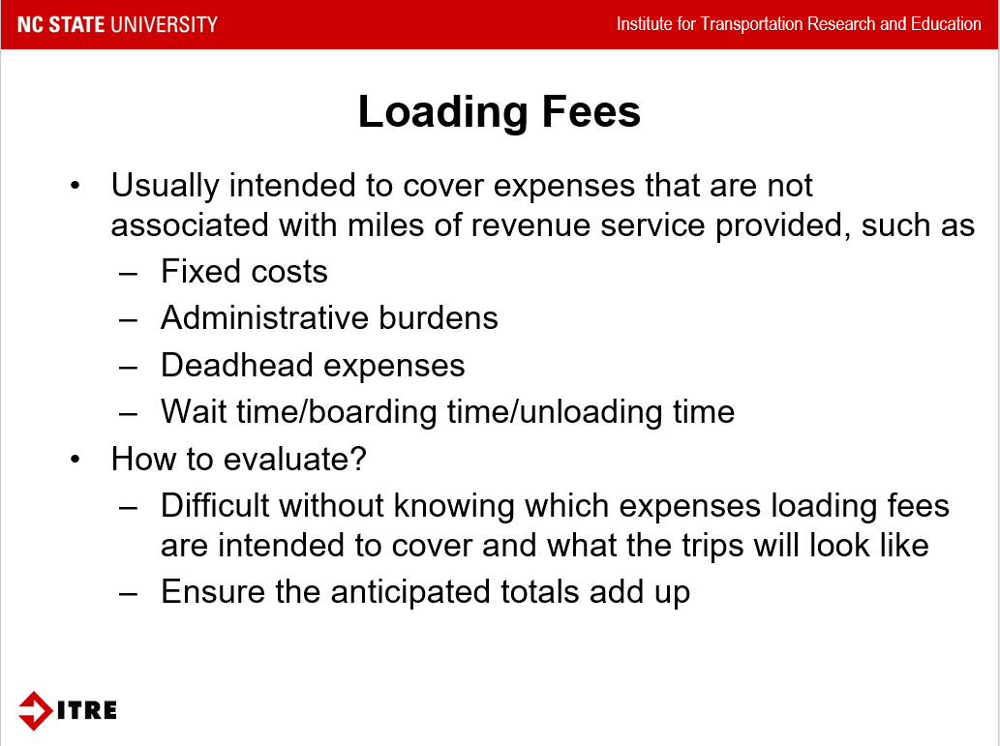 NC STATE UNIVERSITY
Institute for Transportation Research and Education
Loading Fees
• Usually intended to cover expenses that are not
associated with miles of revenue service provided, such as
– Fixed costs
– Administrative burdens
– Deadhead expenses
– Wait time/boarding time/unloading time
• How to evaluate?
– Difficult without knowing which expenses loading fees
are intended to cover and what the trips will look like
– Ensure the anticipated totals add up
ITRE